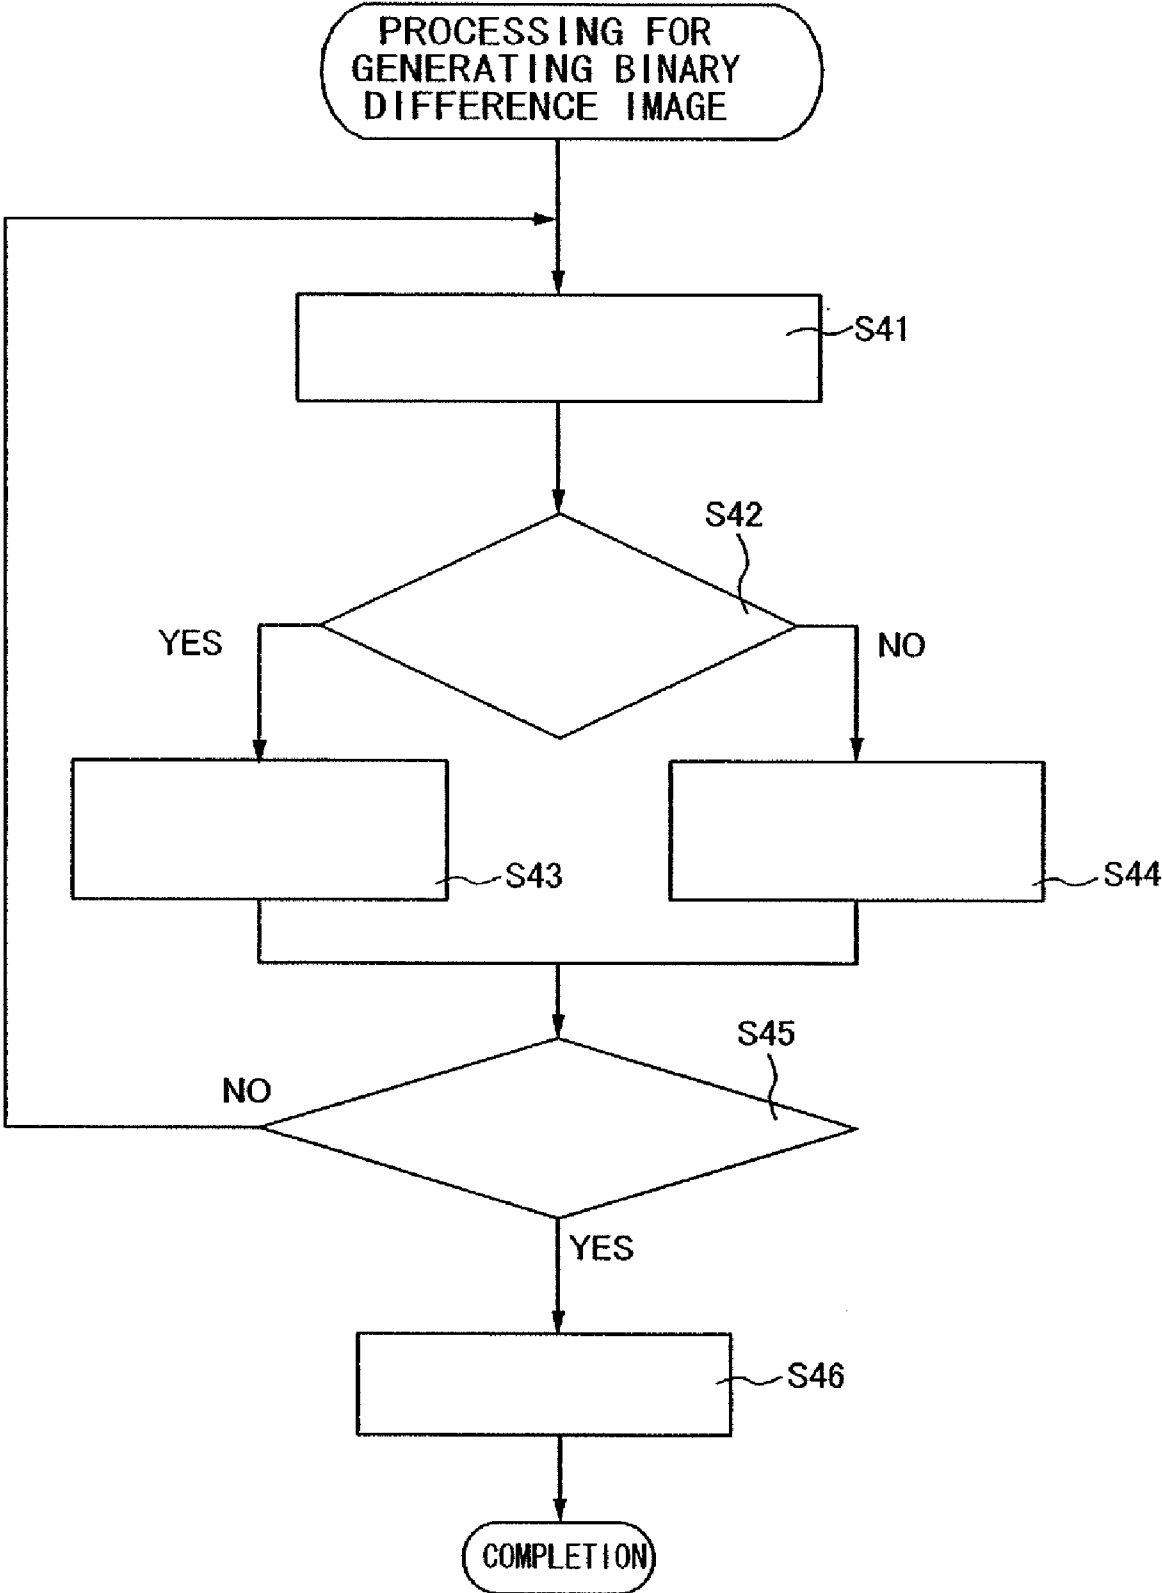 PROCESSING FOR
GENERATING BINARY
DIFFERENCE IMAGE
S41
S42
YES
NO
S43
S44
S45
NO
YES
S46
COMPLETION